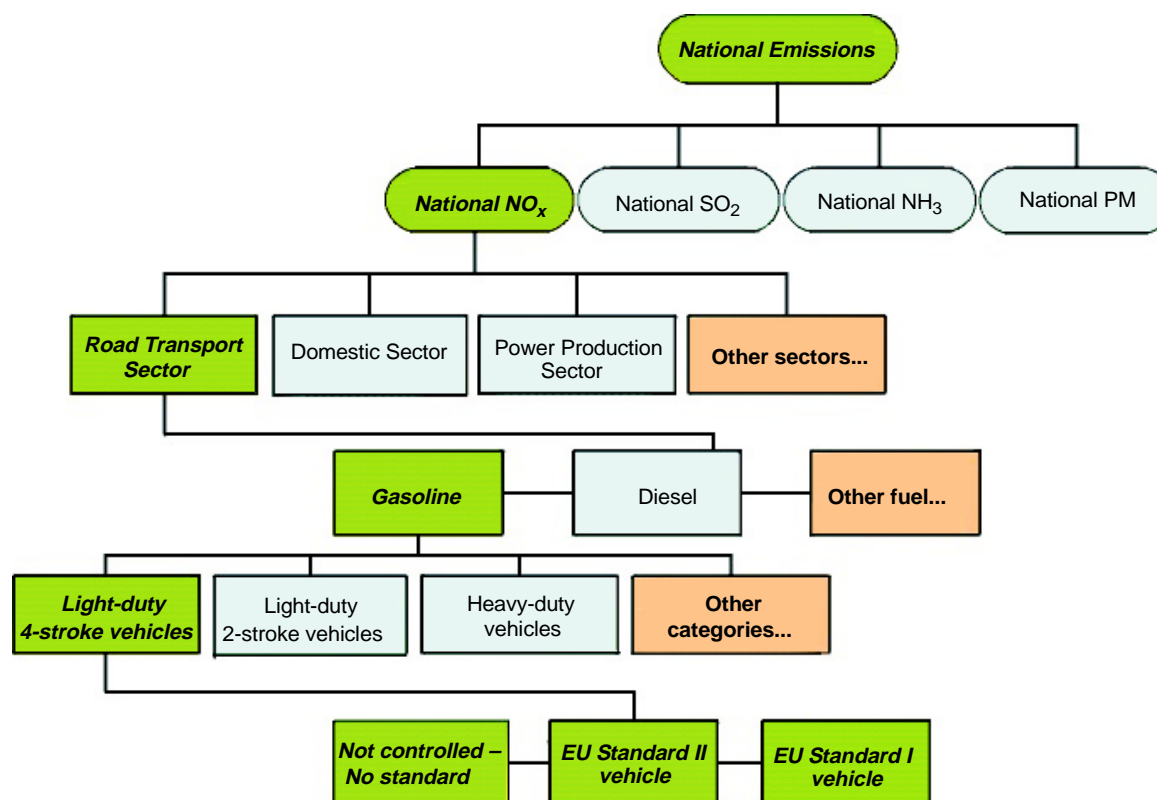 National Emissions
National NOx
National SO2
National NH3
National PM
Road Transport
Sector
Domestic Sector
Power Production
Sector
Other sectors...
Gasoline
Diesel
Other fuel...
Light-duty
4-stroke vehicles
Light-duty
2-stroke vehicles
Heavy-duty
vehicles
Other
categories...
Not controlled –
No standard
EU Standard II
vehicle
EU Standard I
vehicle